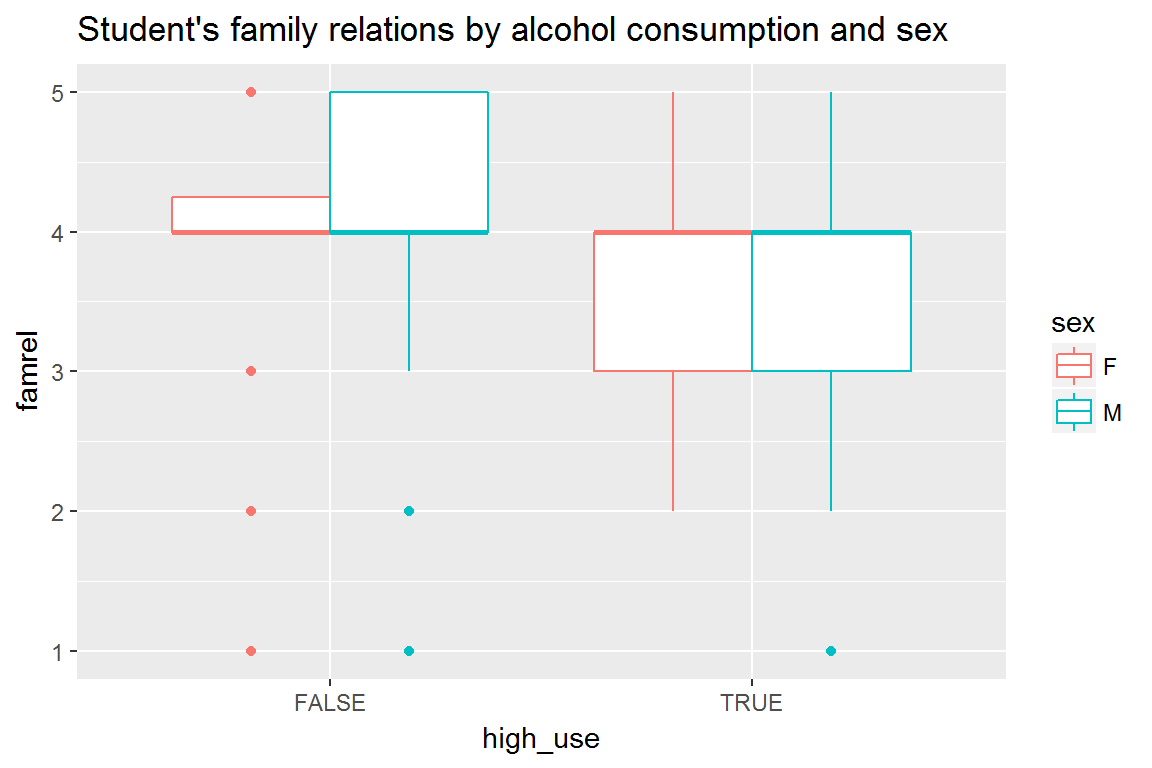 Student's family relations by alcohol consumption and sex
5
4
3
2
1
famrel
FALSE
TRUE
high_use
sex
F
M